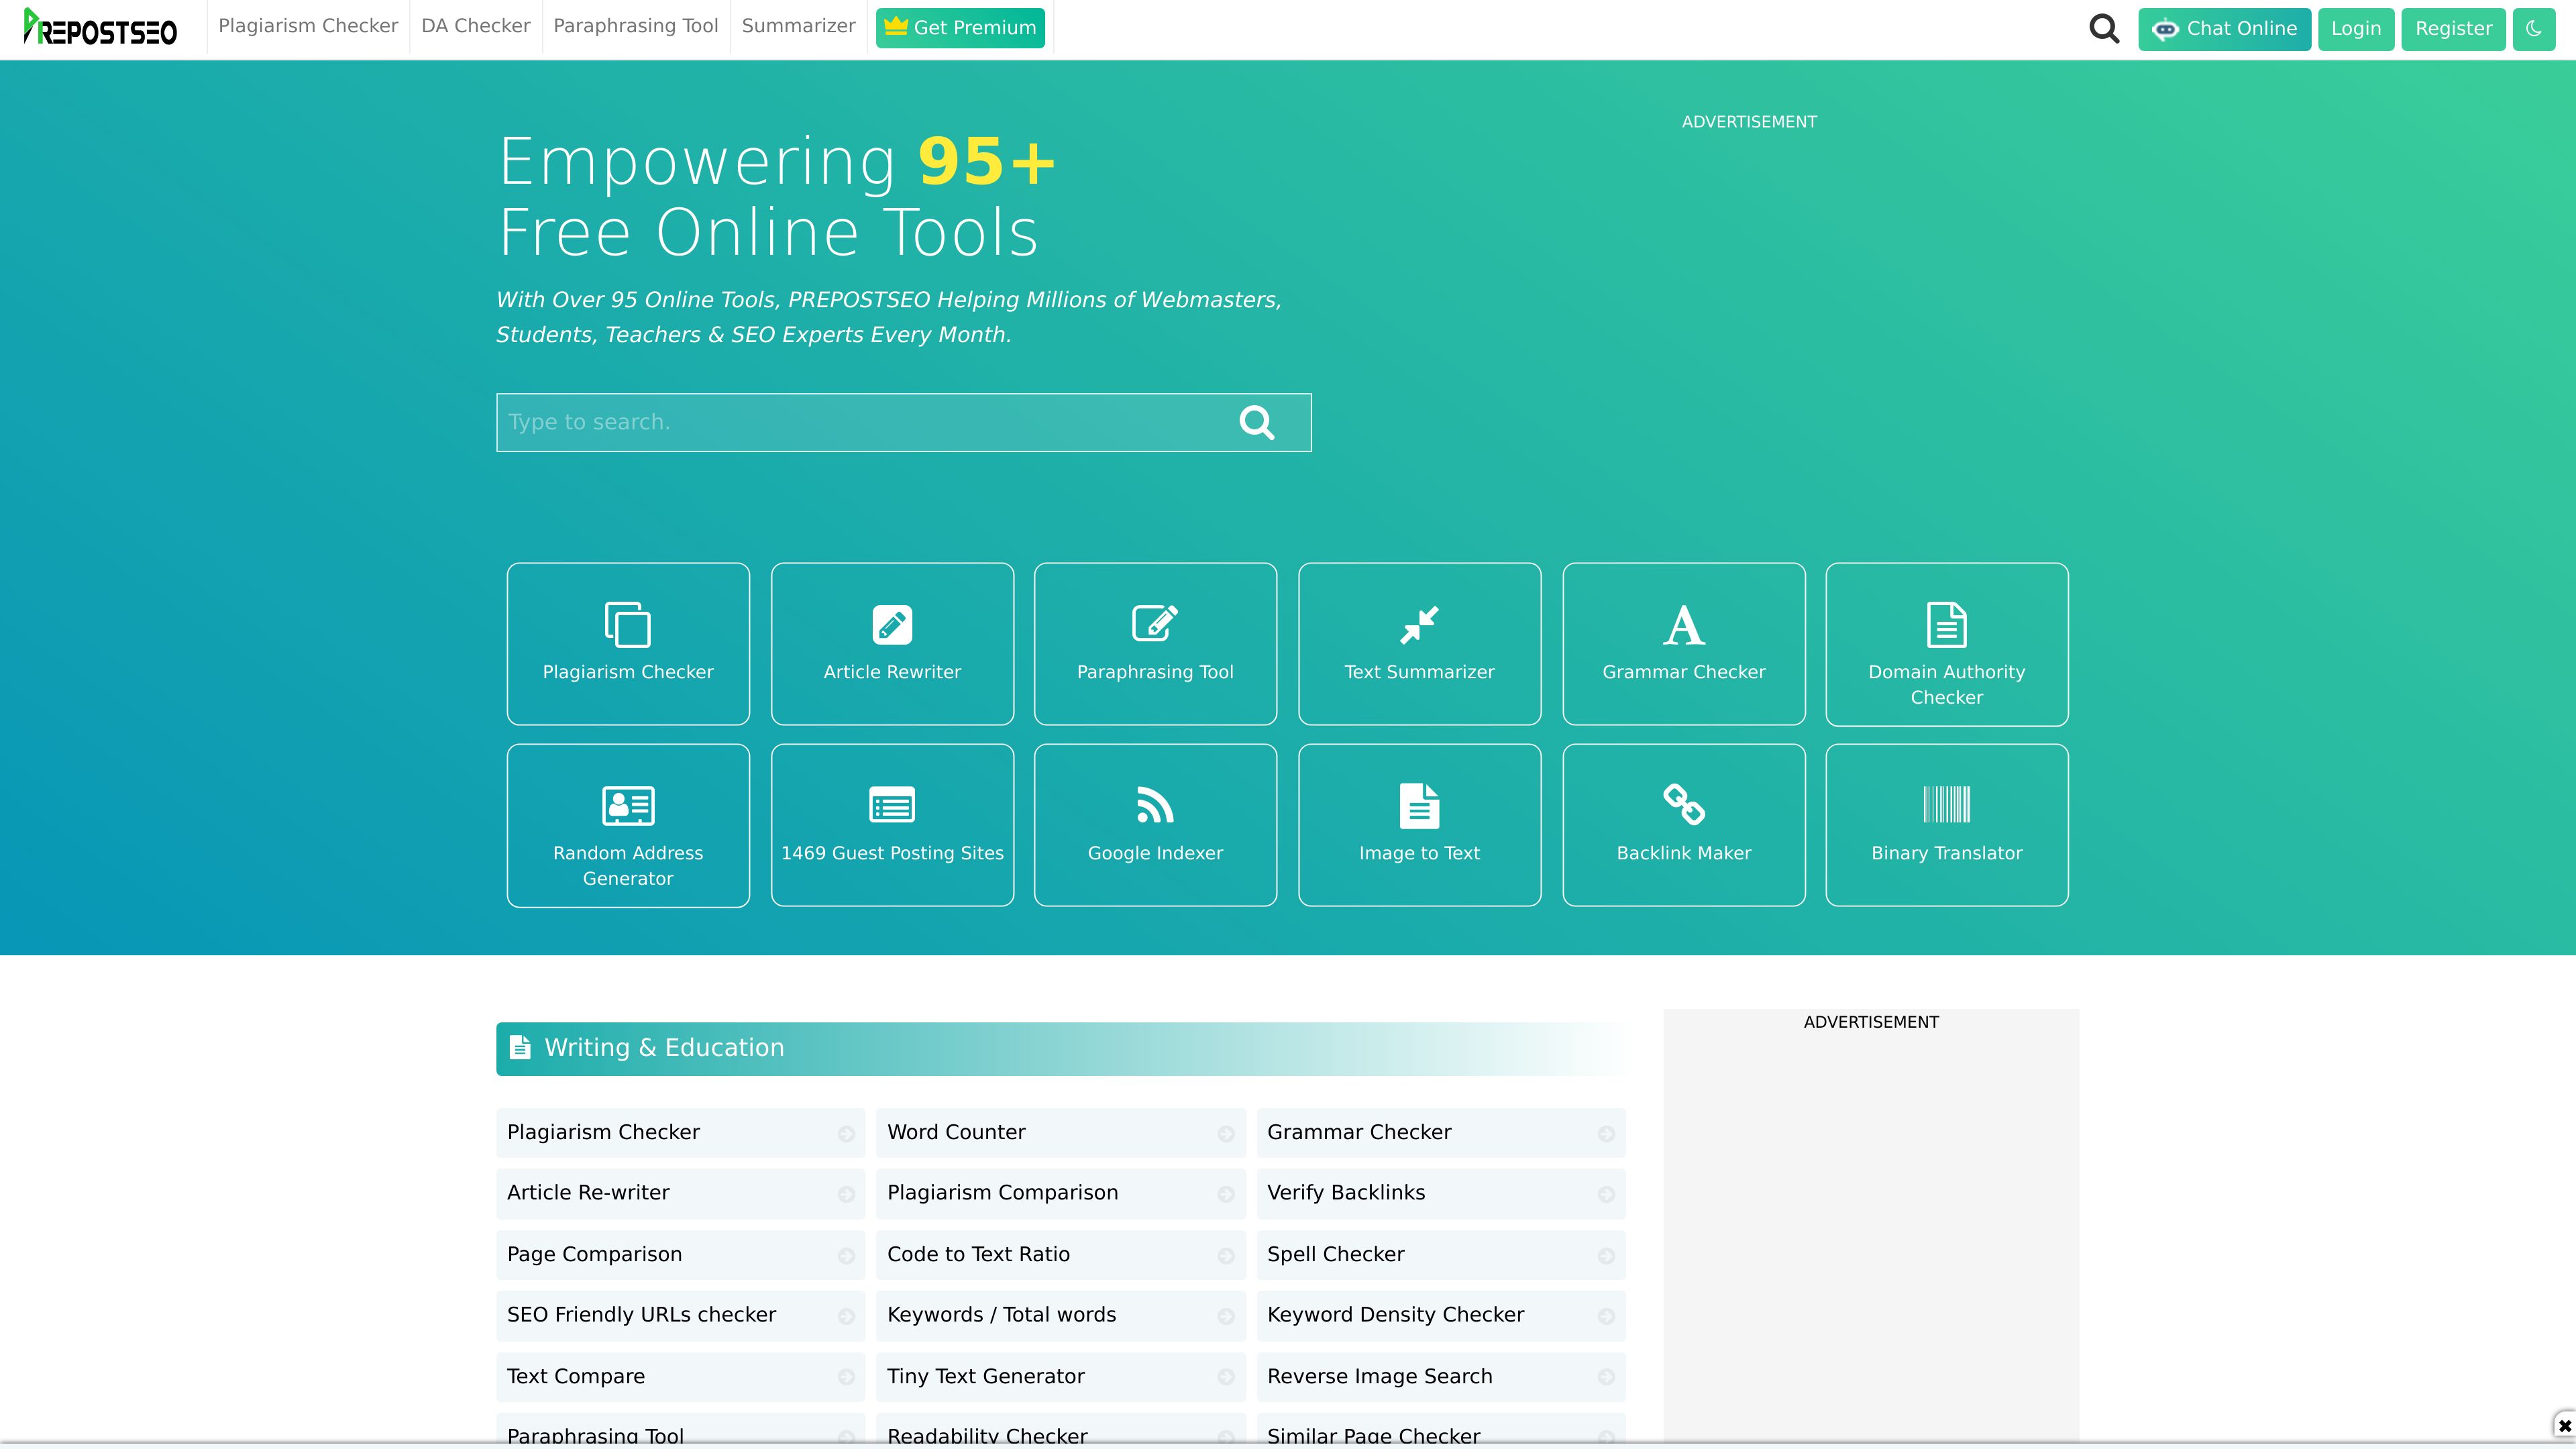 PREPOSTSEO
Plagiarism Checker
DA Checker
Paraphrasing Tool
Summarizer
Get Premium
Chat Online
Login
Register
Empowering 95+
Free Online Tools
With Over 95 Online Tools, PREPOSTSEO Helping Millions of Webmasters,
Students, Teachers & SEO Experts Every Month.
Type to search.
ADVERTISEMENT
Plagiarism Checker
Article Rewriter
Paraphrasing Tool
Text Summarizer
Grammar Checker
Domain Authority
Checker
Random Address
Generator
1469 Guest Posting Sites
Google Indexer
Image to Text
Backlink Maker
Binary Translator
Writing & Education
ADVERTISEMENT
Plagiarism Checker
Word Counter
Grammar Checker
Article Re-writer
Plagiarism Comparison
Verify Backlinks
Page Comparison
Code to Text Ratio
Spell Checker
SEO Friendly URLs checker
Keywords / Total words
Keyword Density Checker
Text Compare
Tiny Text Generator
Reverse Image Search
Paraphrasing Tool
Readability Checker
Similar Page Checker